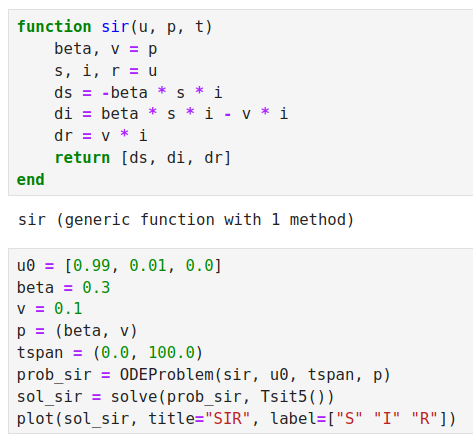 function sir(u, p, t)
    beta, v = p
    s, i, r = u
    ds = -beta * s * i
    di = beta * s * i - v * i
    dr = v * i
    return [ds, di, dr]
end
sir (generic function with 1 method)
u0 = [0.99, 0.01, 0.0]
beta = 0.3
v = 0.1
p = (beta, v)
tspan = (0.0, 100.0)
prob_sir = ODEProblem(sir, u0, tspan, p)
sol_sir = solve(prob_sir, Tsit5())
plot(sol_sir, title="SIR", label=["S" "I" "R"])